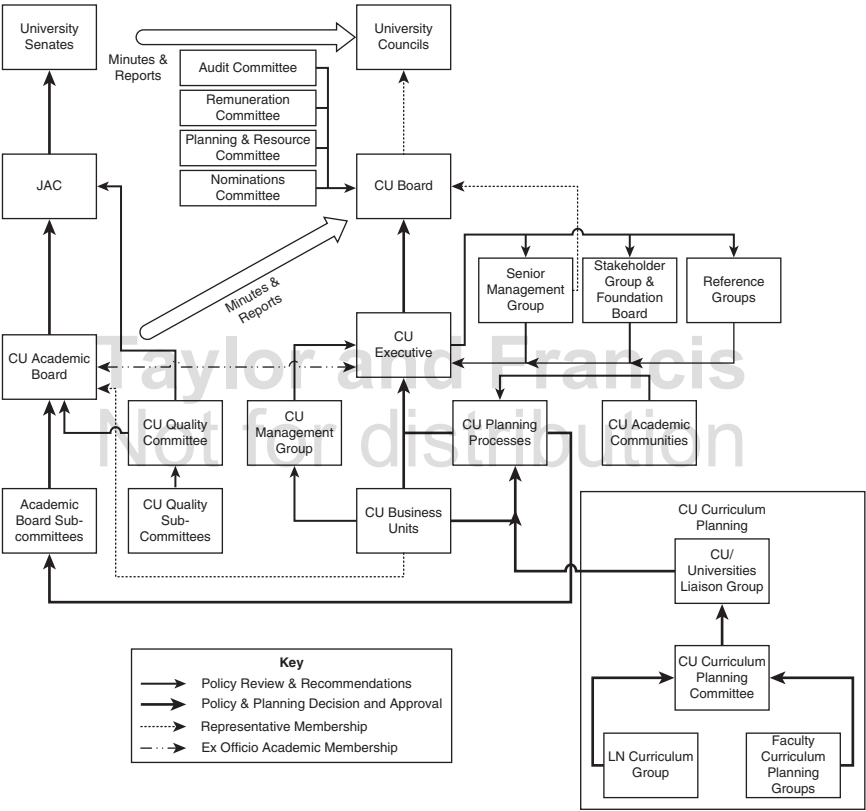 University
Senates
University
Councils
Minutes &
Reports
Audit Committee
Remuneration
Committee
Planning & Resource
Committee
Nominations
Committee
JAC
CU Board
Minutes &
Reports
Senior
Management
Group
Stakeholder
Group &
Foundation
Board
Reference
Groups
CU Academic
Board
CU
Executive
Taylor and Francis
Not for distribution
CU Quality
Committee
CU
Management
Group
CU Planning
Processes
CU Academic
Communities
Academic
Board Sub-
committees
CU Quality
Sub-
Committees
CU Business
Units
CU Curriculum
Planning
CU/
Universities
Liaison Group
CU Curriculum
Planning
Committee
LN Curriculum
Group
Faculty
Curriculum
Planning
Groups
Key
Policy Review & Recommendations
Policy & Planning Decision and Approval
Representative Membership
Ex Officio Academic Membership